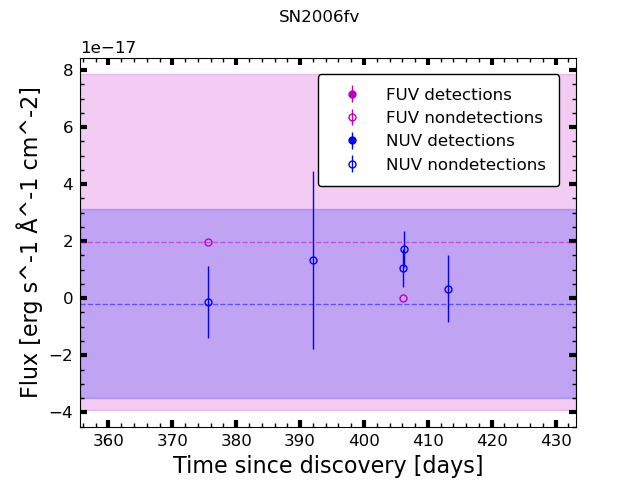 SN2006fv
1e−17
8
6
4
2
0
−2
−4
Flux [erg s^-1 Å^-1 cm^-2]
FUV detections
FUV nondetections
NUV detections
NUV nondetections
360 370 380 390 400 410 420 430
Time since discovery [days]